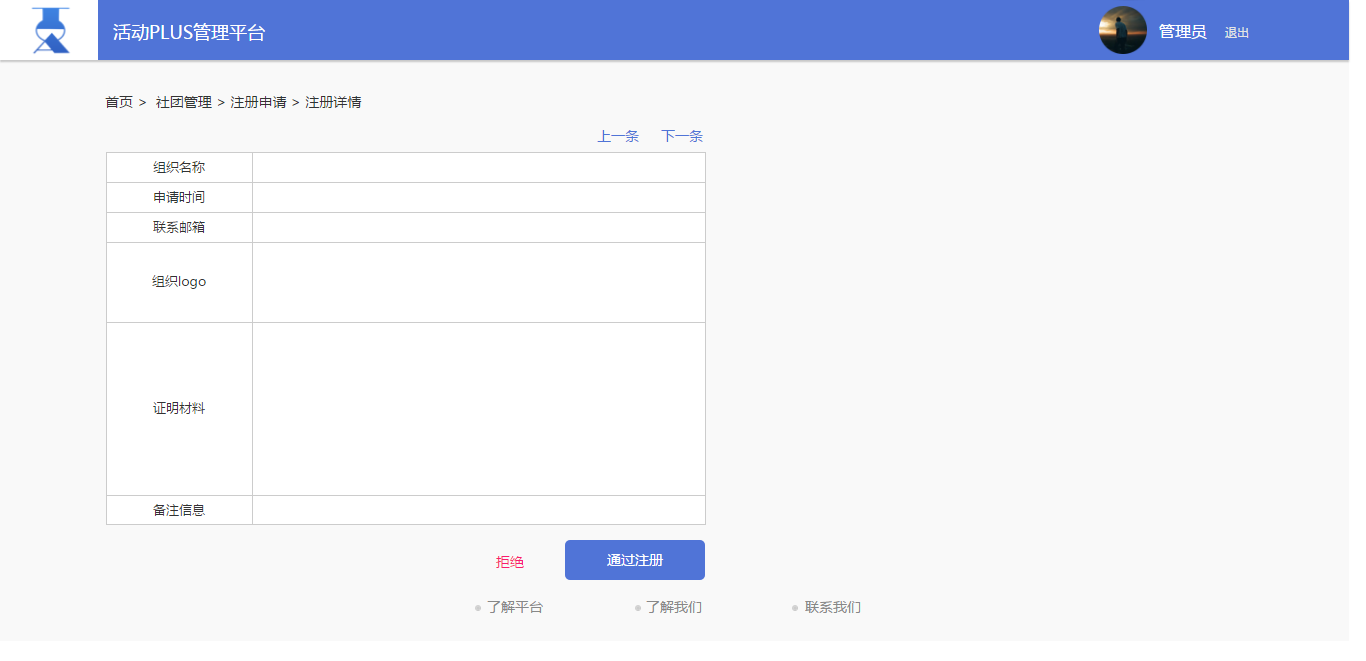 活动PLUS管理平台
管理员 退出
首页 > 社团管理 > 注册申请 > 注册详情
上一条 下一条
组织名称
申请时间
联系邮箱
组织logo
证明材料
备注信息
拒绝 通过注册
了解平台 了解我们 联系我们